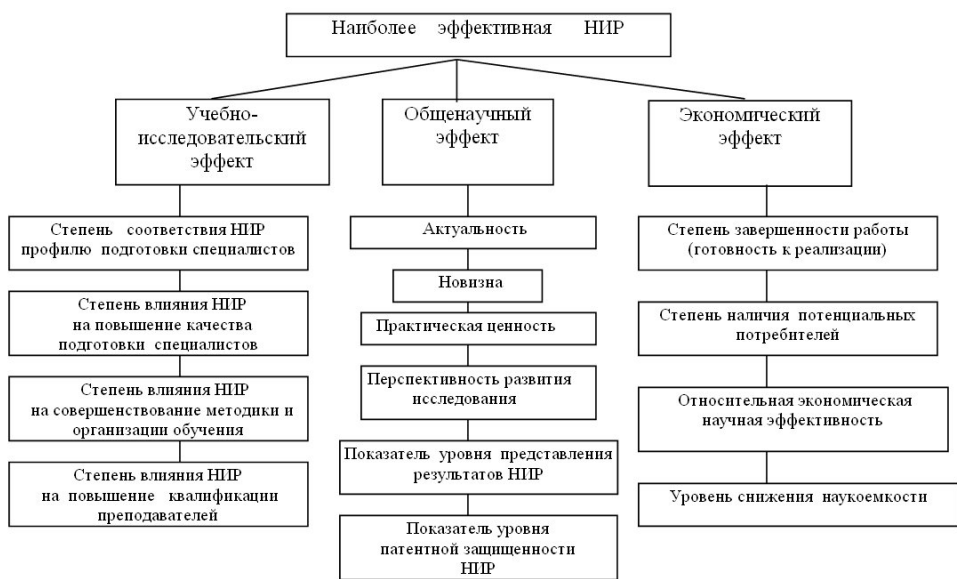 Наиболее эффективная НИР
Учебно-
исследовательский
эффект
Степень соответствия НИР
профилю подготовки специалистов
Степень влияния НИР
на повышение качества
подготовки специалистов
Степень влияния НИР
на совершенствование методики и
организации обучения
Степень влияния НИР
на повышение квалификации
преподавателей
Общенаучный
эффект
Актуальность
Новизна
Практическая ценность
Перспективность развития
исследования
Показатель уровня представления
результатов НИР
Показатель уровня
патентной защищенности
НИР
Экономический
эффект
Степень завершенности работы
(готовность к реализации)
Степень наличия потенциальных
потребителей
Относительная экономическая
научная эффективность
Уровень снижения наукоемкости